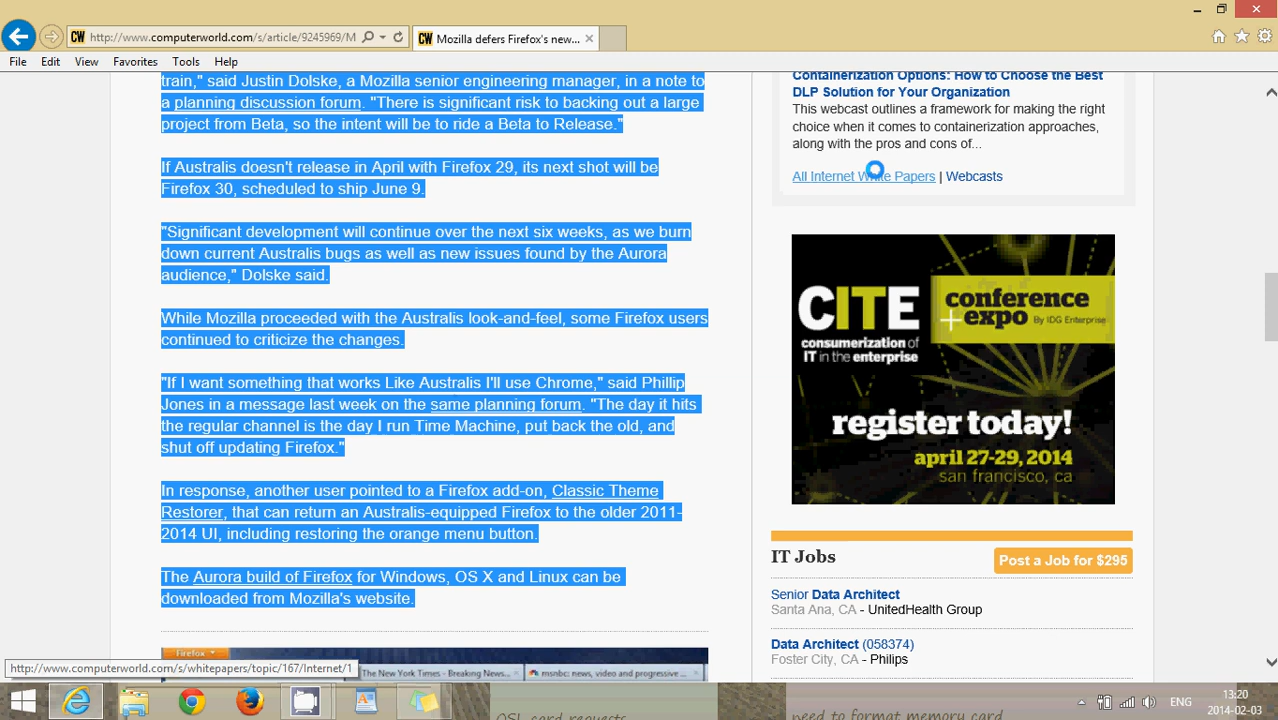 http://www.computerworld.com/s/article/9245969/M
Mozilla defers Firefox's new...
File Edit View Favorites Tools Help
train," said Justin Dolske, a Mozilla senior engineering manager, in a note to
a planning discussion forum. "There is significant risk to backing out a large
project from Beta, so the intent will be to ride a Beta to Release."
If Australis doesn't release in April with Firefox 29, its next shot will be
Firefox 30, scheduled to ship June 9.
"Significant development will continue over the next six weeks, as we burn
down current Australis bugs as well as new issues found by the Aurora
audience," Dolske said.
While Mozilla proceeded with the Australis look-and-feel, some Firefox users
continued to criticize the changes.
"If I want something that works Like Australis I'll use Chrome," said Phillip
Jones in a message last week on the same planning forum. "The day it hits
the regular channel is the day I run Time Machine, put back the old, and
shut off updating Firefox."
In response, another user pointed to a Firefox add-on, Classic Theme
Restorer, that can return an Australis-equipped Firefox to the older 2011-
2014 UI, including restoring the orange menu button.
The Aurora build of Firefox for Windows, OS X and Linux can be
downloaded from Mozilla's website.
Firefox
The New York Times - Breaking News...
msnbc: news, video and progressive ...
Containerization Options: How to Choose the Best
DLP Solution for Your Organization
This webcast outlines a framework for making the right
choice when it comes to containerization approaches,
along with the pros and cons of...
All Internet White Papers | Webcasts
CITE conference
+expo By IDG Enterprise
consumerization of
IT in the enterprise
register today!
april 27-29, 2014
san francisco, ca
IT Jobs
Post a Job for $295
Senior Data Architect
Santa Ana, CA - UnitedHealth Group
Data Architect (058374)
Foster City, CA - Philips
http://www.computerworld.com/s/whitepapers/topic/167/Internet/1
QSL card requests
need to format memory card
ENG
13:20
2014-02-03